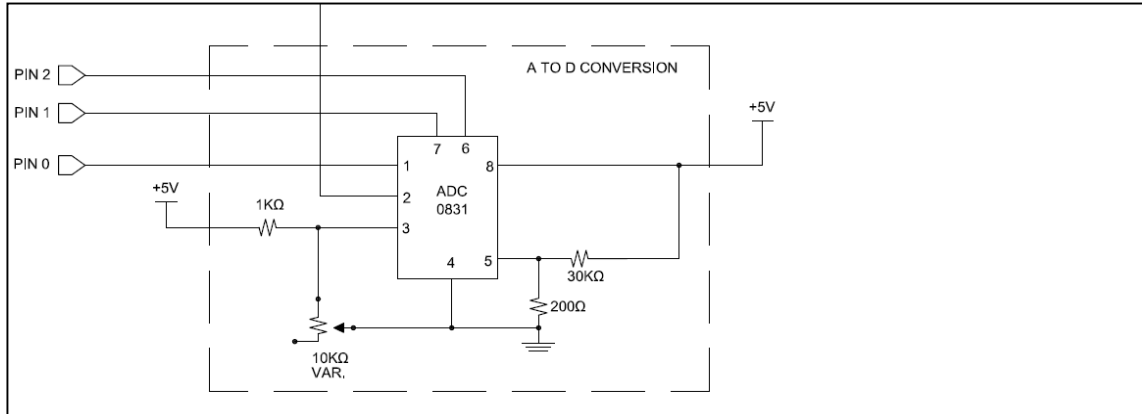 A TO D CONVERSION
PIN 2
+5V
PIN 1
7 6
PIN 0
1
8
+5V
ADC
0831
2
1KΩ
3
4
5
30KΩ
200Ω
10KΩ
VAR,